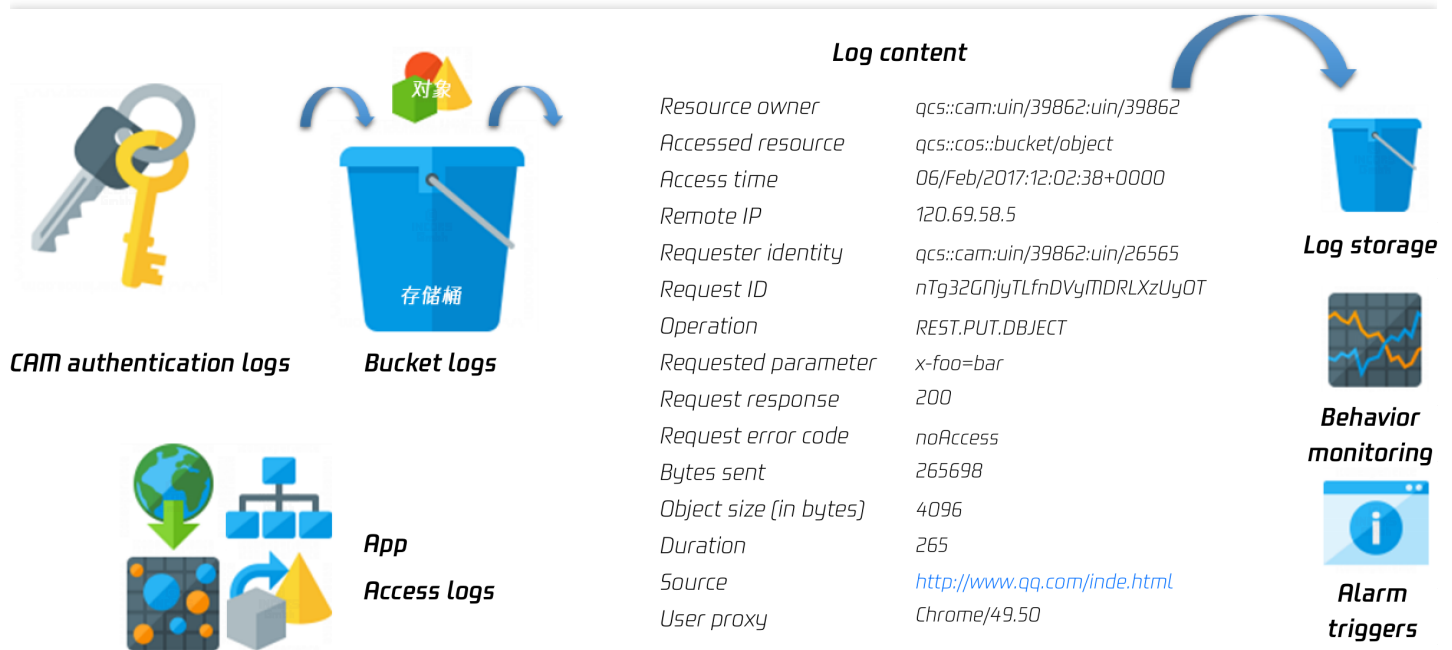 对象
存储桶
CAM authentication logs
Bucket logs
App
Access logs
Log content
Resource owner qcs::cam:uin/39862:uin/39862
Accessed resource qcs::cos::bucket/object
Access time 06/Feb/2017:12:02:38+0000
Remote IP 120.69.58.5
Requester identity qcs::cam:uin/39862:uin/26565
Request ID nTg32GNjyTLfnDVyMDRLXzUyOT
Operation REST.PUT.DBJECT
Requested parameter x-foo=bar
Request response 200
Request error code noAccess
Bytes sent 265698
Object size (in bytes) 4096
Duration 265
Source http://www.qq.com/inde.html
User proxy Chrome/49.50
Log storage
Behavior
monitoring
Alarm
triggers